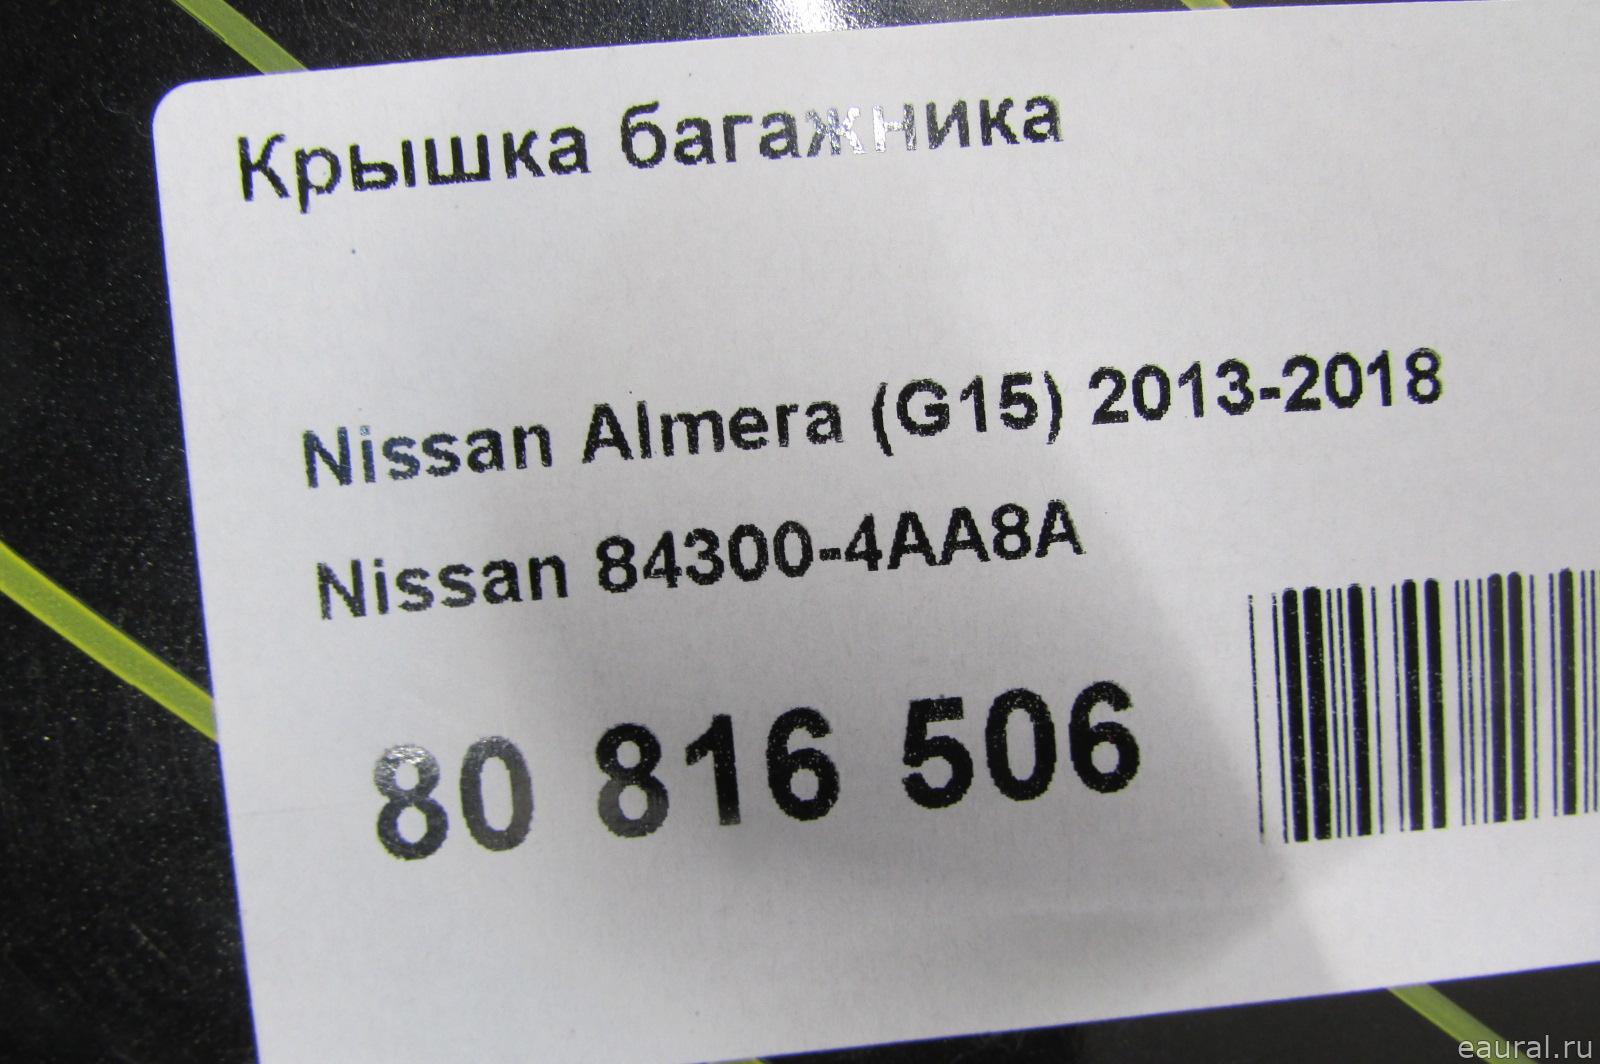 Крышка багажника
Nissan Almera (G15) 2013-2018
Nissan 84300-4AA8A
80 816 506
eaural.ru